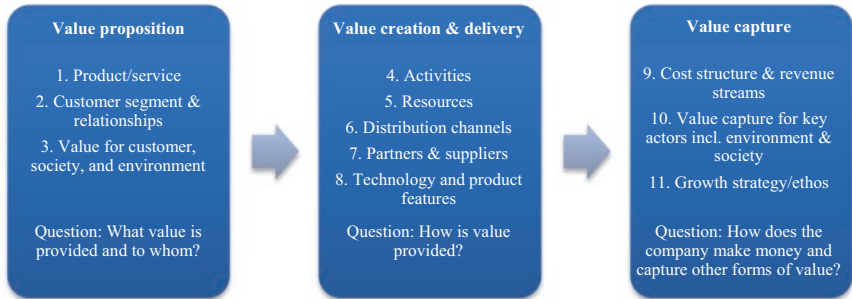 Value proposition
1. Product/service
2. Customer segment &
relationships
3. Value for customer,
society, and environment
Question: What value is
provided and to whom?
Value creation & delivery
4. Activities
5. Resources
6. Distribution channels
7. Partners & suppliers
8. Technology and product
features
Question: How is value
provided?
Value capture
9. Cost structure & revenue
streams
10. Value capture for key
actors incl. environment &
society
11. Growth strategy/ethos
Question: How does the
company make money and
capture other forms of value?